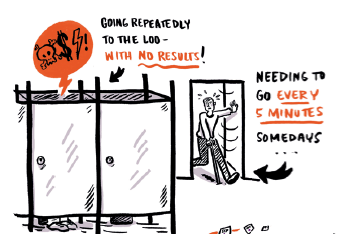 GOING REPEATEDLY
TO THE LOO -
WITH NO RESULTS!
NEEDING TO
GO EVERY
5 MINUTES
SOMEDAYS
...